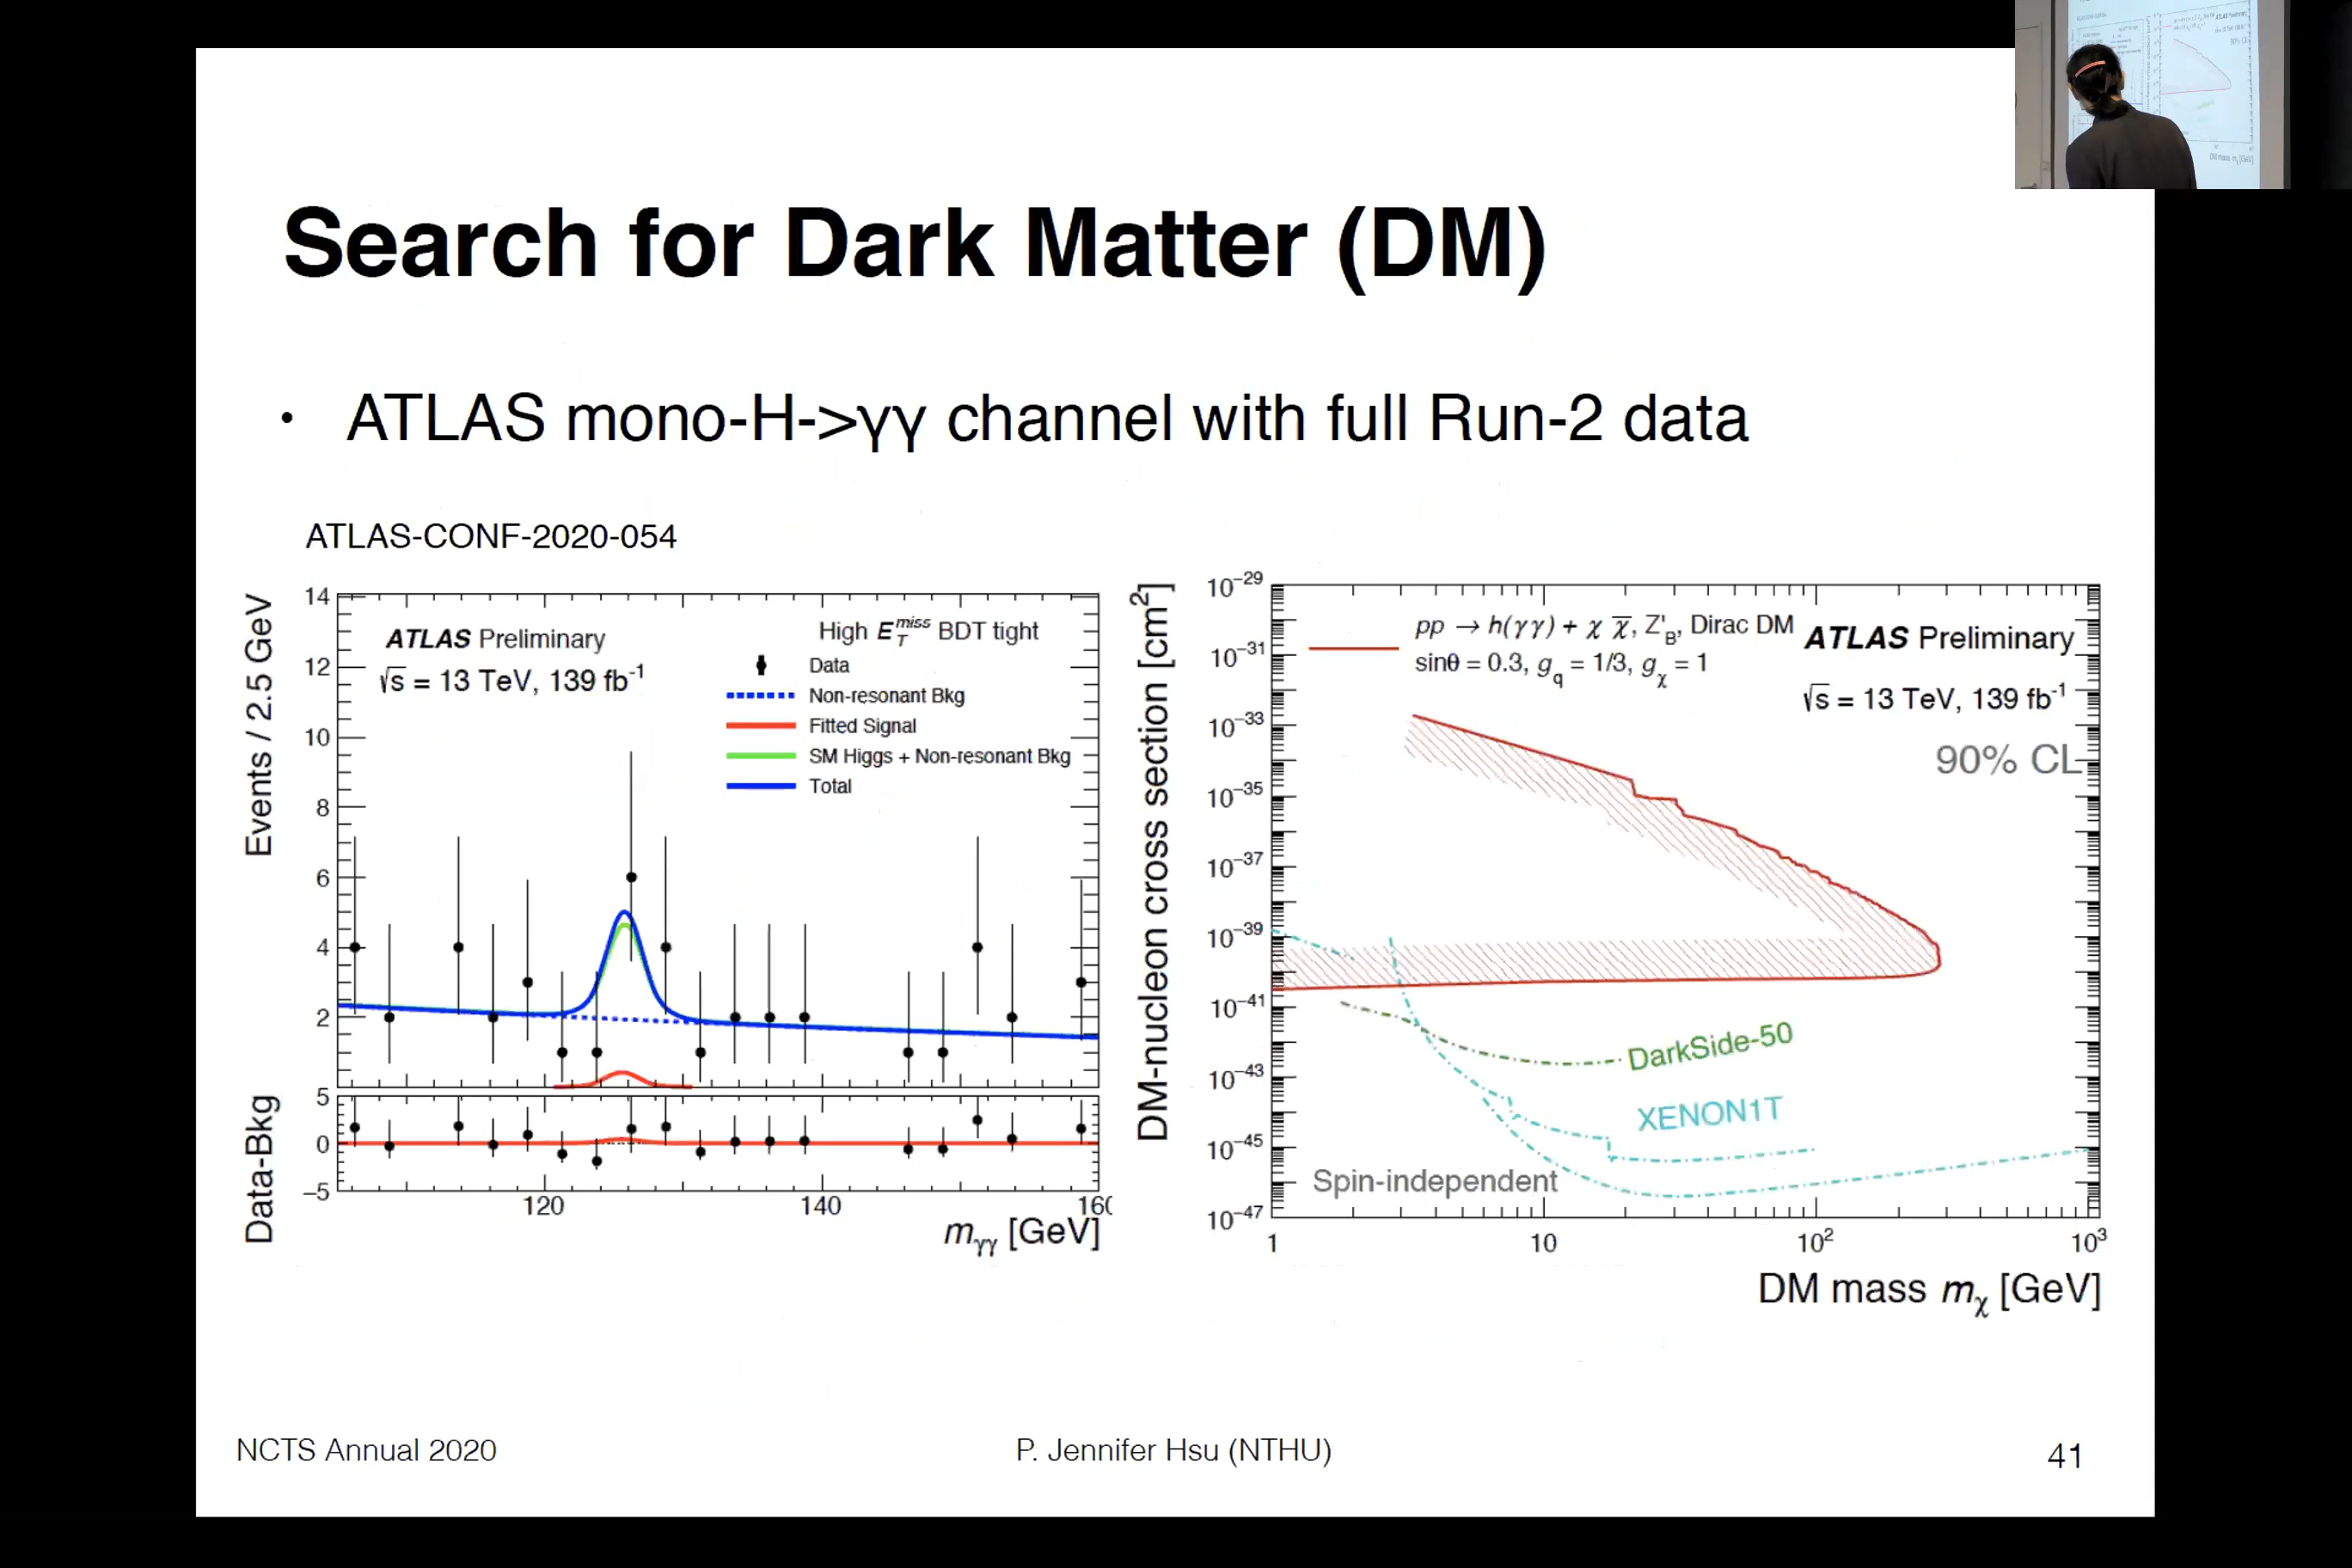 Search for Dark Matter (DM)
• ATLAS mono-H->γγ channel with full Run-2 data
ATLAS-CONF-2020-054
Events / 2.5 GeV
14
12
10
8
6
4
2
ATLAS Preliminary
√s = 13 TeV, 139 fb⁻¹
High E_T^miss BDT tight
Data
Non-resonant Bkg
Fitted Signal
SM Higgs + Non-resonant Bkg
Total
Data-Bkg
5
0
−5
120 140 160
m_γγ [GeV]
DM-nucleon cross section [cm²]
10⁻²⁹
10⁻³¹
10⁻³³
10⁻³⁵
10⁻³⁷
10⁻³⁹
10⁻⁴¹
10⁻⁴³
10⁻⁴⁵
10⁻⁴⁷
pp → h(γγ) + χ χ̅, Z'_B, Dirac DM
sinθ = 0.3, g_q = 1/3, g_χ = 1
ATLAS Preliminary
√s = 13 TeV, 139 fb⁻¹
90% CL
DarkSide-50
XENON1T
Spin-independent
1 10 10² 10³
DM mass m_χ [GeV]
NCTS Annual 2020
P. Jennifer Hsu (NTHU)
41